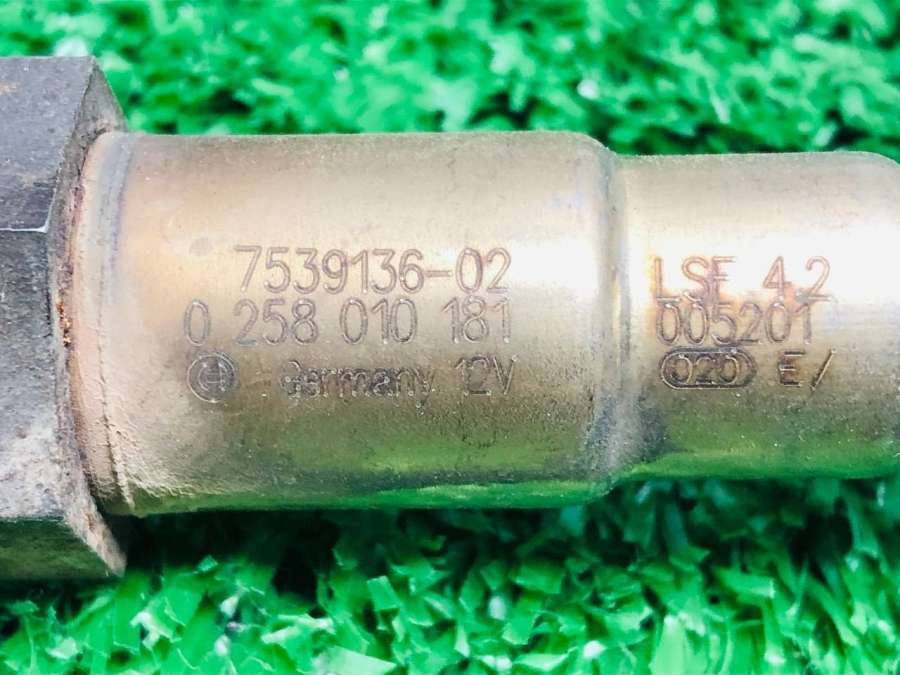 7539136-02
0 258 010 181
Germany 12V
LSF 4.2
005201
020 E/